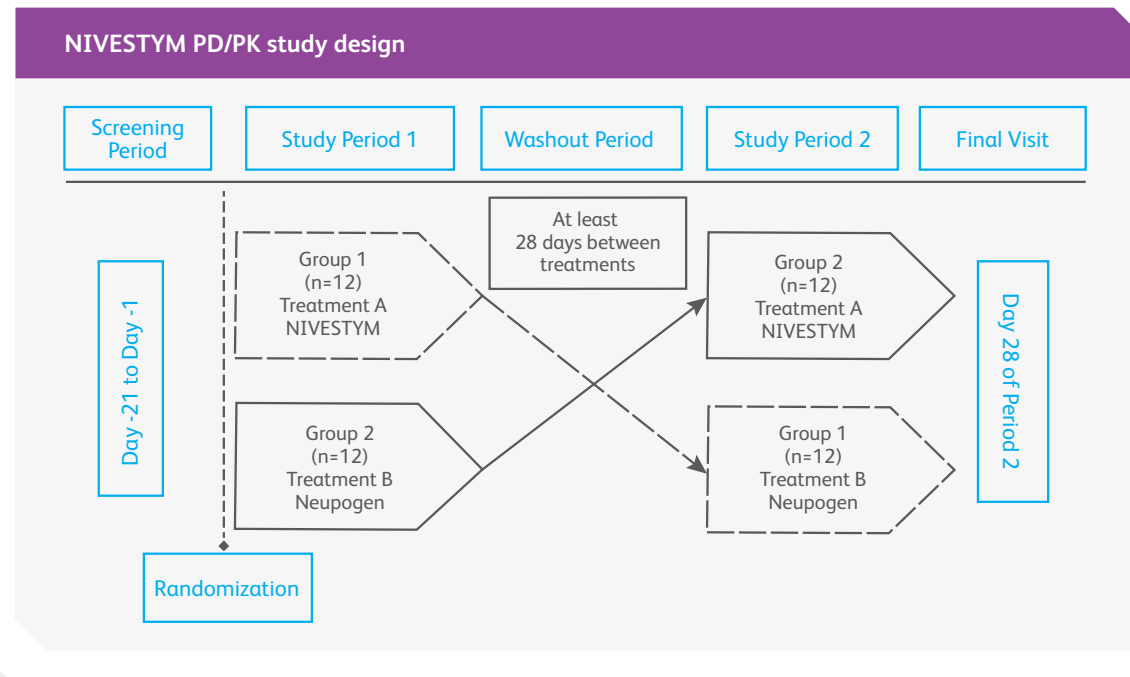 NIVESTYM PD/PK study design
Screening
Period
Study Period 1
Washout Period
Study Period 2
Final Visit
At least
28 days between
treatments
Day -21 to Day -1
Group 1
(n=12)
Treatment A
NIVESTYM
Group 2
(n=12)
Treatment B
Neupogen
Group 2
(n=12)
Treatment A
NIVESTYM
Group 1
(n=12)
Treatment B
Neupogen
Day 28 of Period 2
Randomization